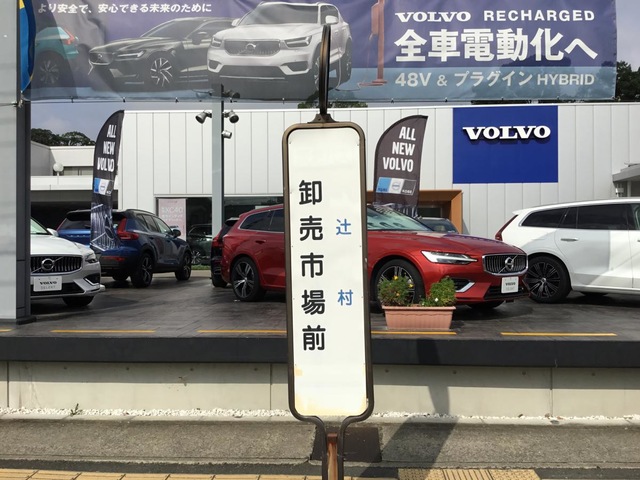 より安全で、安心できる未来のために
VOLVO RECHARGED
全車電動化へ
48V & プラグイン HYBRID
ALL
NEW
VOLVO
ALL
NEW
VOLVO
VOLVO
卸売市場前
辻村